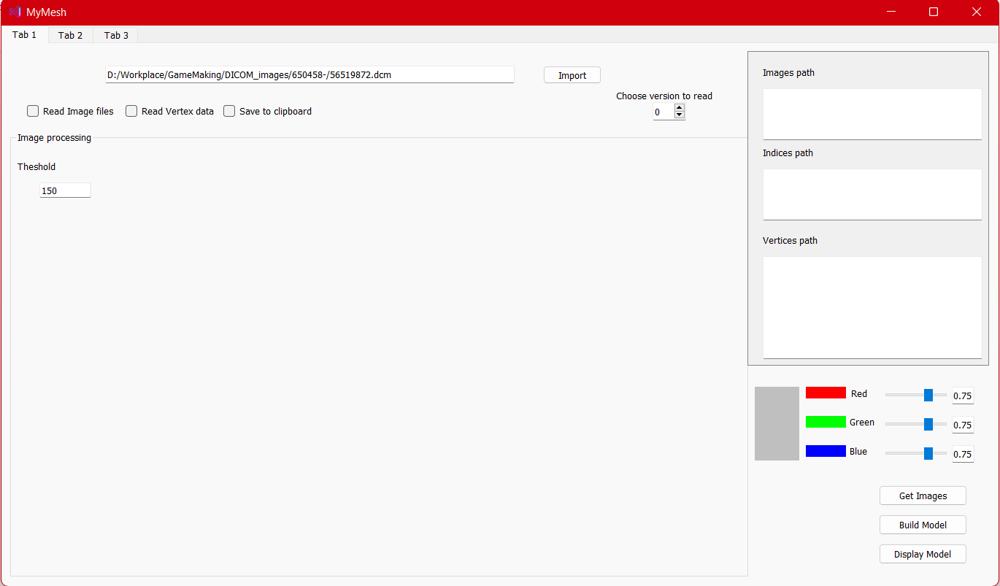 MyMesh
Tab 1 Tab 2 Tab 3
D:/Workplace/GameMaking/DICOM_images/650458-/56519872.dcm
Import
Choose version to read
0
Read Image files Read Vertex data Save to clipboard
Image processing
Theshold
150
Images path
Indices path
Vertices path
Red 0.75
Green 0.75
Blue 0.75
Get Images
Build Model
Display Model